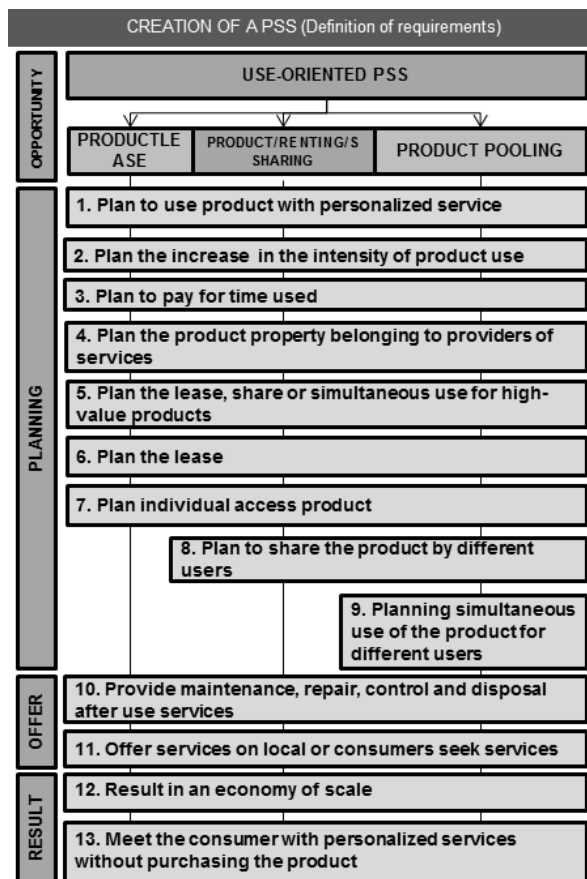 CREATION OF A PSS (Definition of requirements)
OPPORTUNITY
USE-ORIENTED PSS
PRODUCTLE
ASE
PRODUCT/RENTING/S
SHARING
PRODUCT POOLING
PLANNING
1. Plan to use product with personalized service
2. Plan the increase in the intensity of product use
3. Plan to pay for time used
4. Plan the product property belonging to providers of
services
5. Plan the lease, share or simultaneous use for high-
value products
6. Plan the lease
7. Plan individual access product
8. Plan to share the product by different
users
9. Planning simultaneous
use of the product for
different users
OFFER
10. Provide maintenance, repair, control and disposal
after use services
11. Offer services on local or consumers seek services
RESULT
12. Result in an economy of scale
13. Meet the consumer with personalized services
without purchasing the product